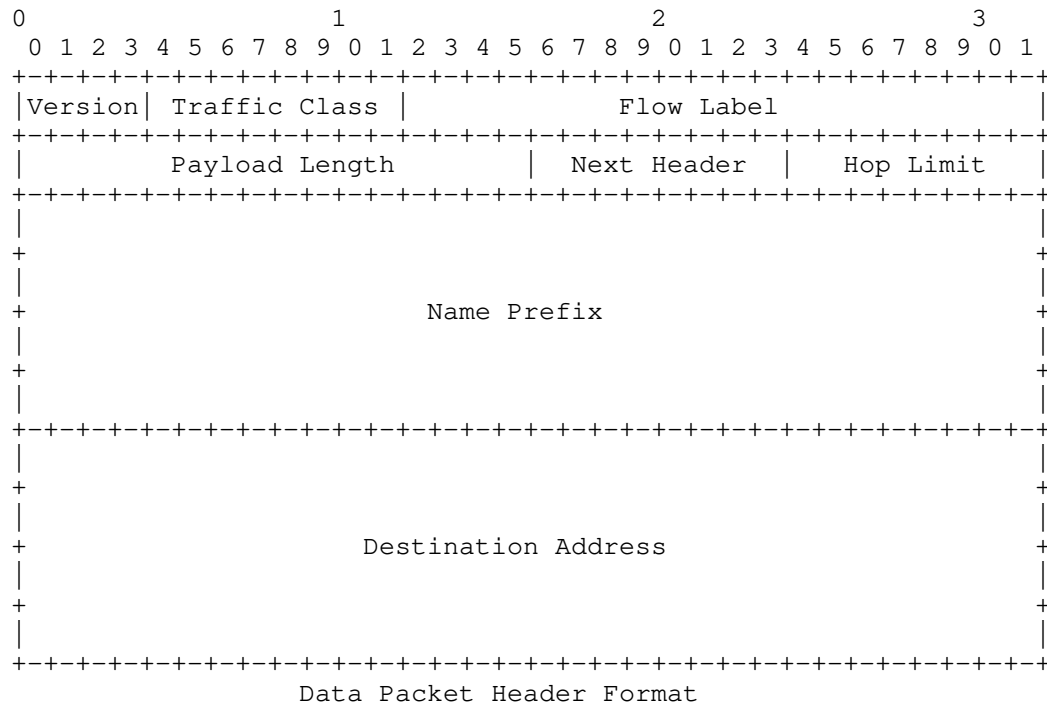 0                   1                   2                   3
0 1 2 3 4 5 6 7 8 9 0 1 2 3 4 5 6 7 8 9 0 1 2 3 4 5 6 7 8 9 0 1
+-+-+-+-+-+-+-+-+-+-+-+-+-+-+-+-+-+-+-+-+-+-+-+-+-+-+-+-+-+-+-+-+
|Version| Traffic Class |              Flow Label               |
+-+-+-+-+-+-+-+-+-+-+-+-+-+-+-+-+-+-+-+-+-+-+-+-+-+-+-+-+-+-+-+-+
|         Payload Length        |  Next Header  |   Hop Limit   |
+-+-+-+-+-+-+-+-+-+-+-+-+-+-+-+-+-+-+-+-+-+-+-+-+-+-+-+-+-+-+-+-+
|                                                               |
+                                                               +
|                                                               |
+                         Name Prefix                           +
|                                                               |
+                                                               +
|                                                               |
+-+-+-+-+-+-+-+-+-+-+-+-+-+-+-+-+-+-+-+-+-+-+-+-+-+-+-+-+-+-+-+-+
|                                                               |
+                                                               +
|                                                               |
+                     Destination Address                       +
|                                                               |
+                                                               +
|                                                               |
+-+-+-+-+-+-+-+-+-+-+-+-+-+-+-+-+-+-+-+-+-+-+-+-+-+-+-+-+-+-+-+-+
Data Packet Header Format